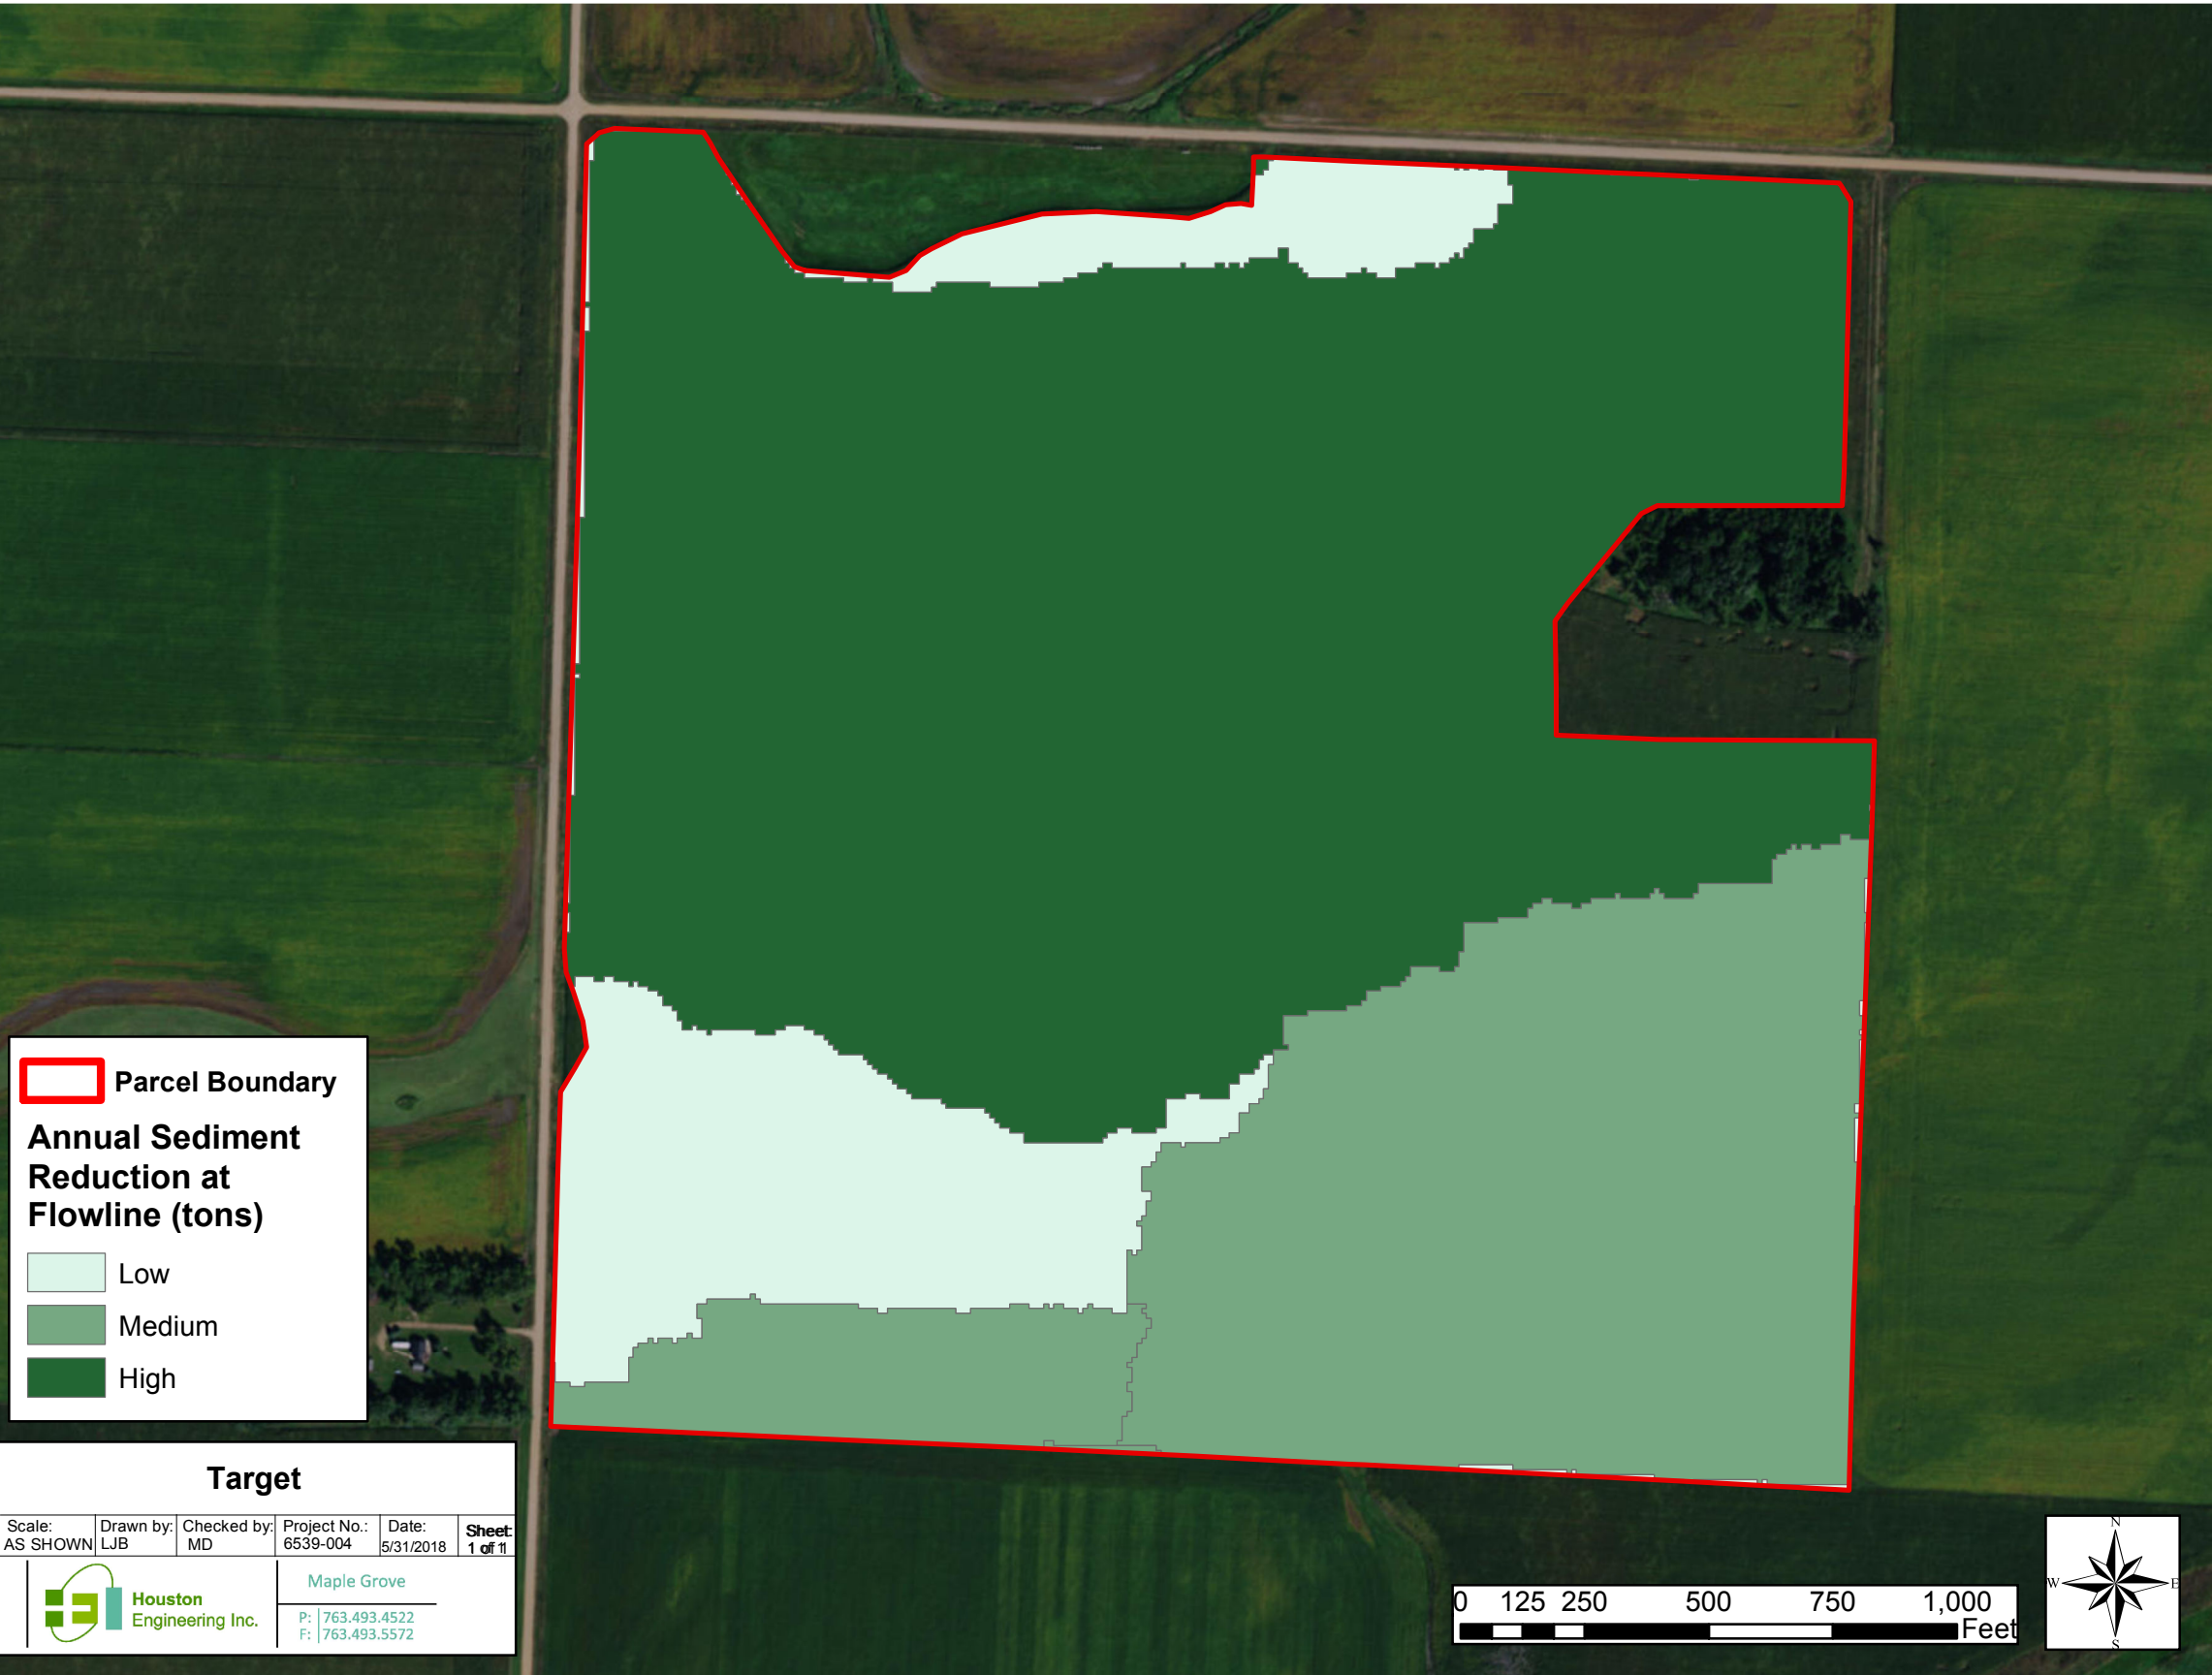 Parcel Boundary
Annual Sediment
Reduction at
Flowline (tons)
Low
Medium
High
Target
Scale:
AS SHOWN
Drawn by:
LJB
Checked by:
MD
Project No.:
6539-004
Date:
5/31/2018
Sheet:
1 of 1
Houston
Engineering Inc.
Maple Grove
P: 763.493.4522
F: 763.493.5572
0 125 250 500 750 1,000
Feet
N
W E
S